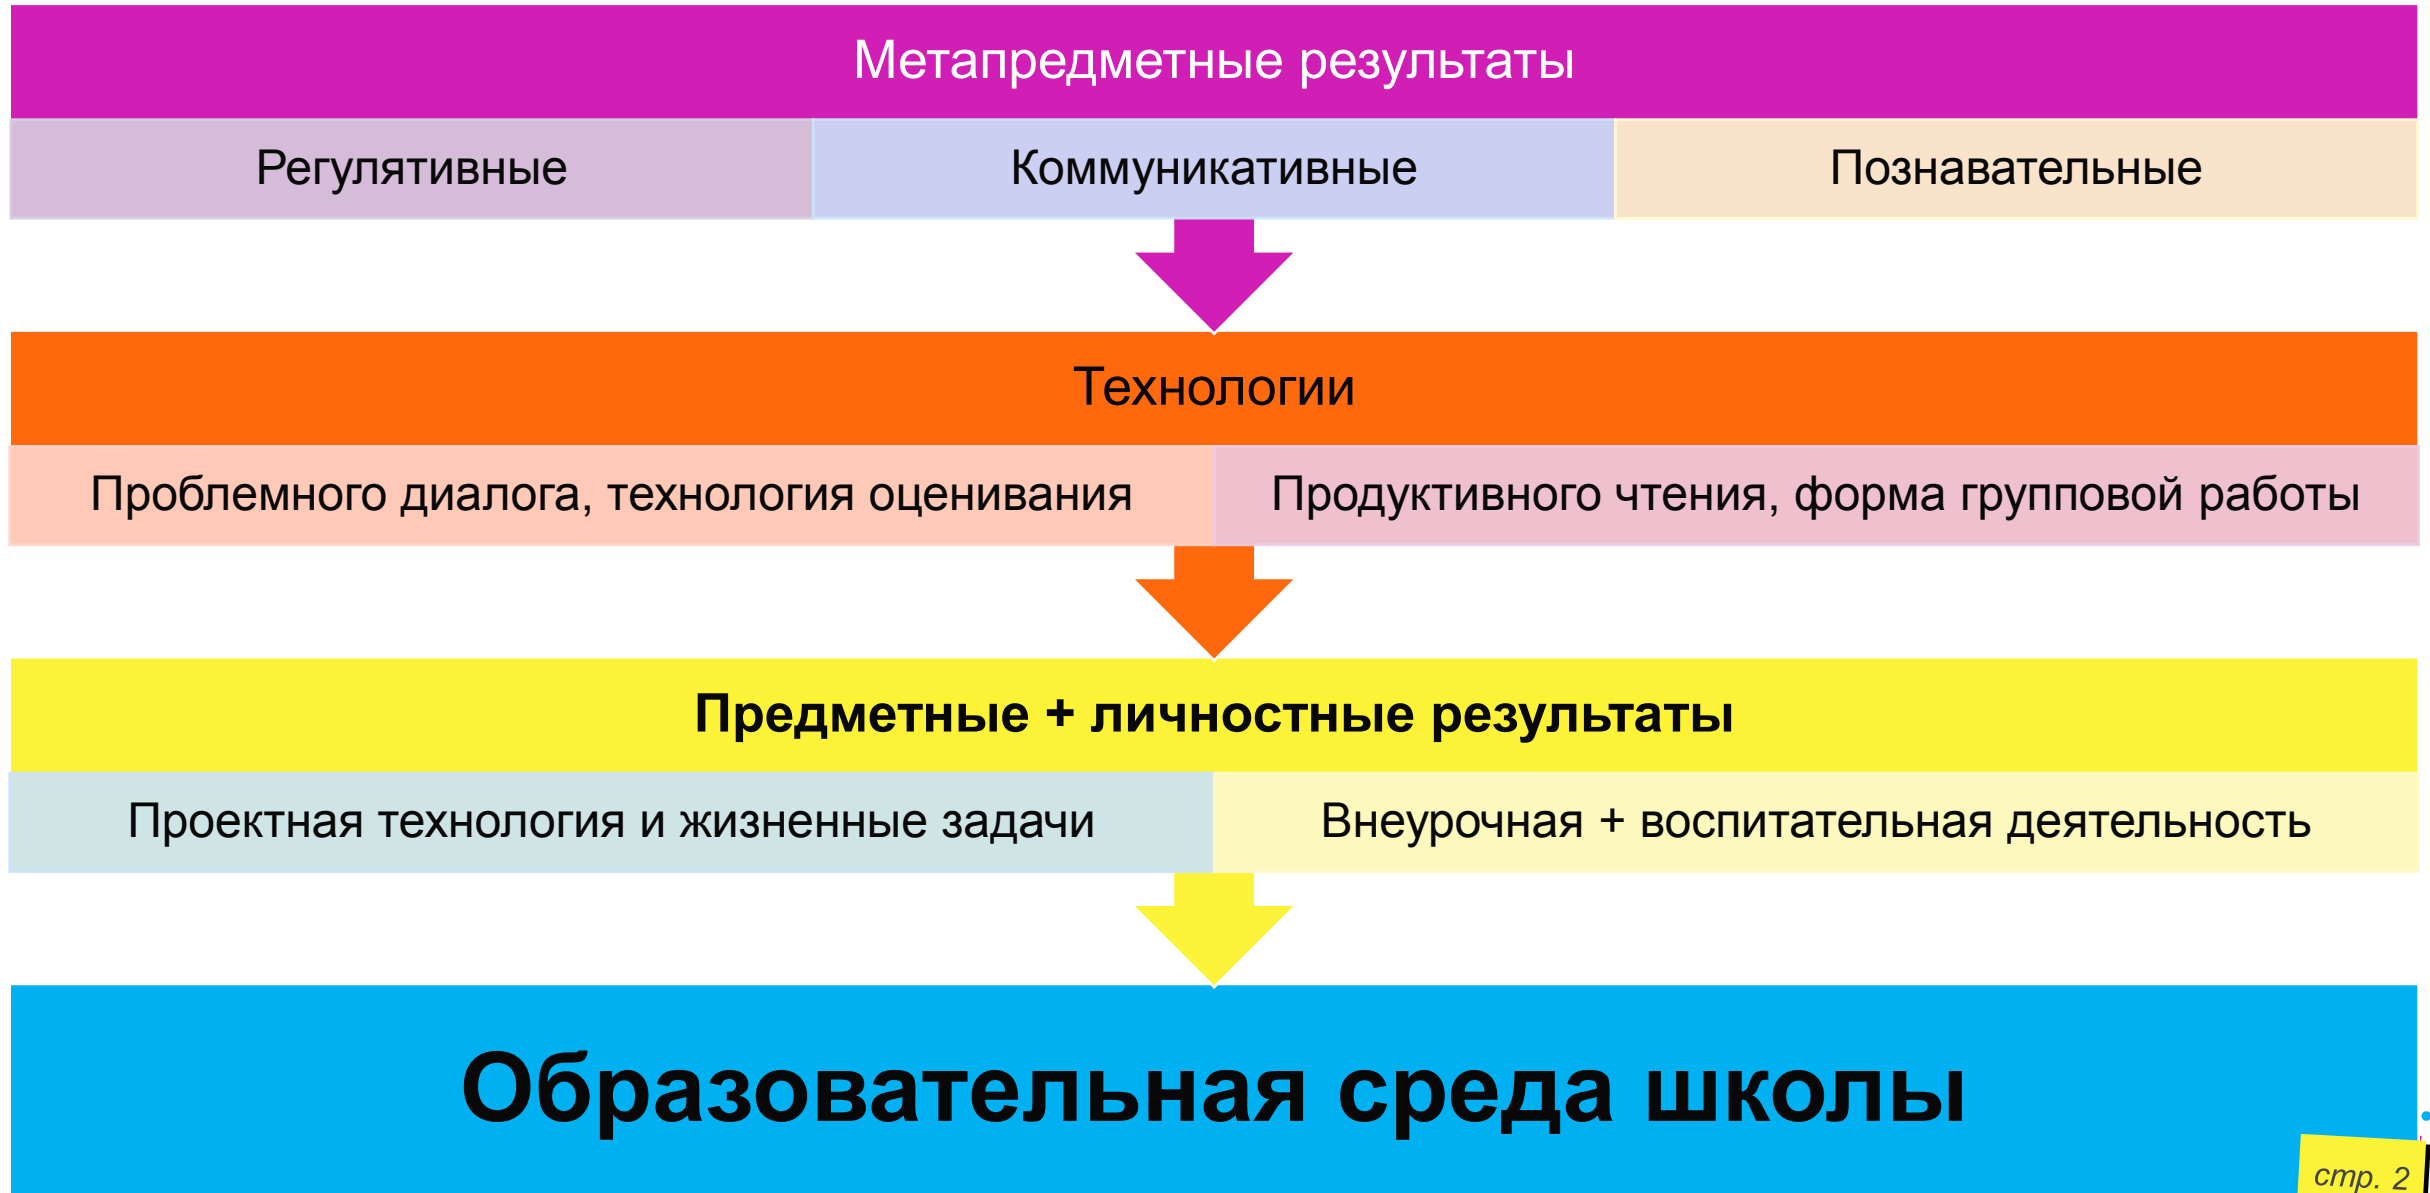 Метапредметные результаты
Регулятивные
Коммуникативные
Познавательные
Технологии
Проблемного диалога, технология оценивания
Продуктивного чтения, форма групповой работы
Предметные + личностные результаты
Проектная технология и жизненные задачи
Внеурочная + воспитательная деятельность
Образовательная среда школы
стр. 2